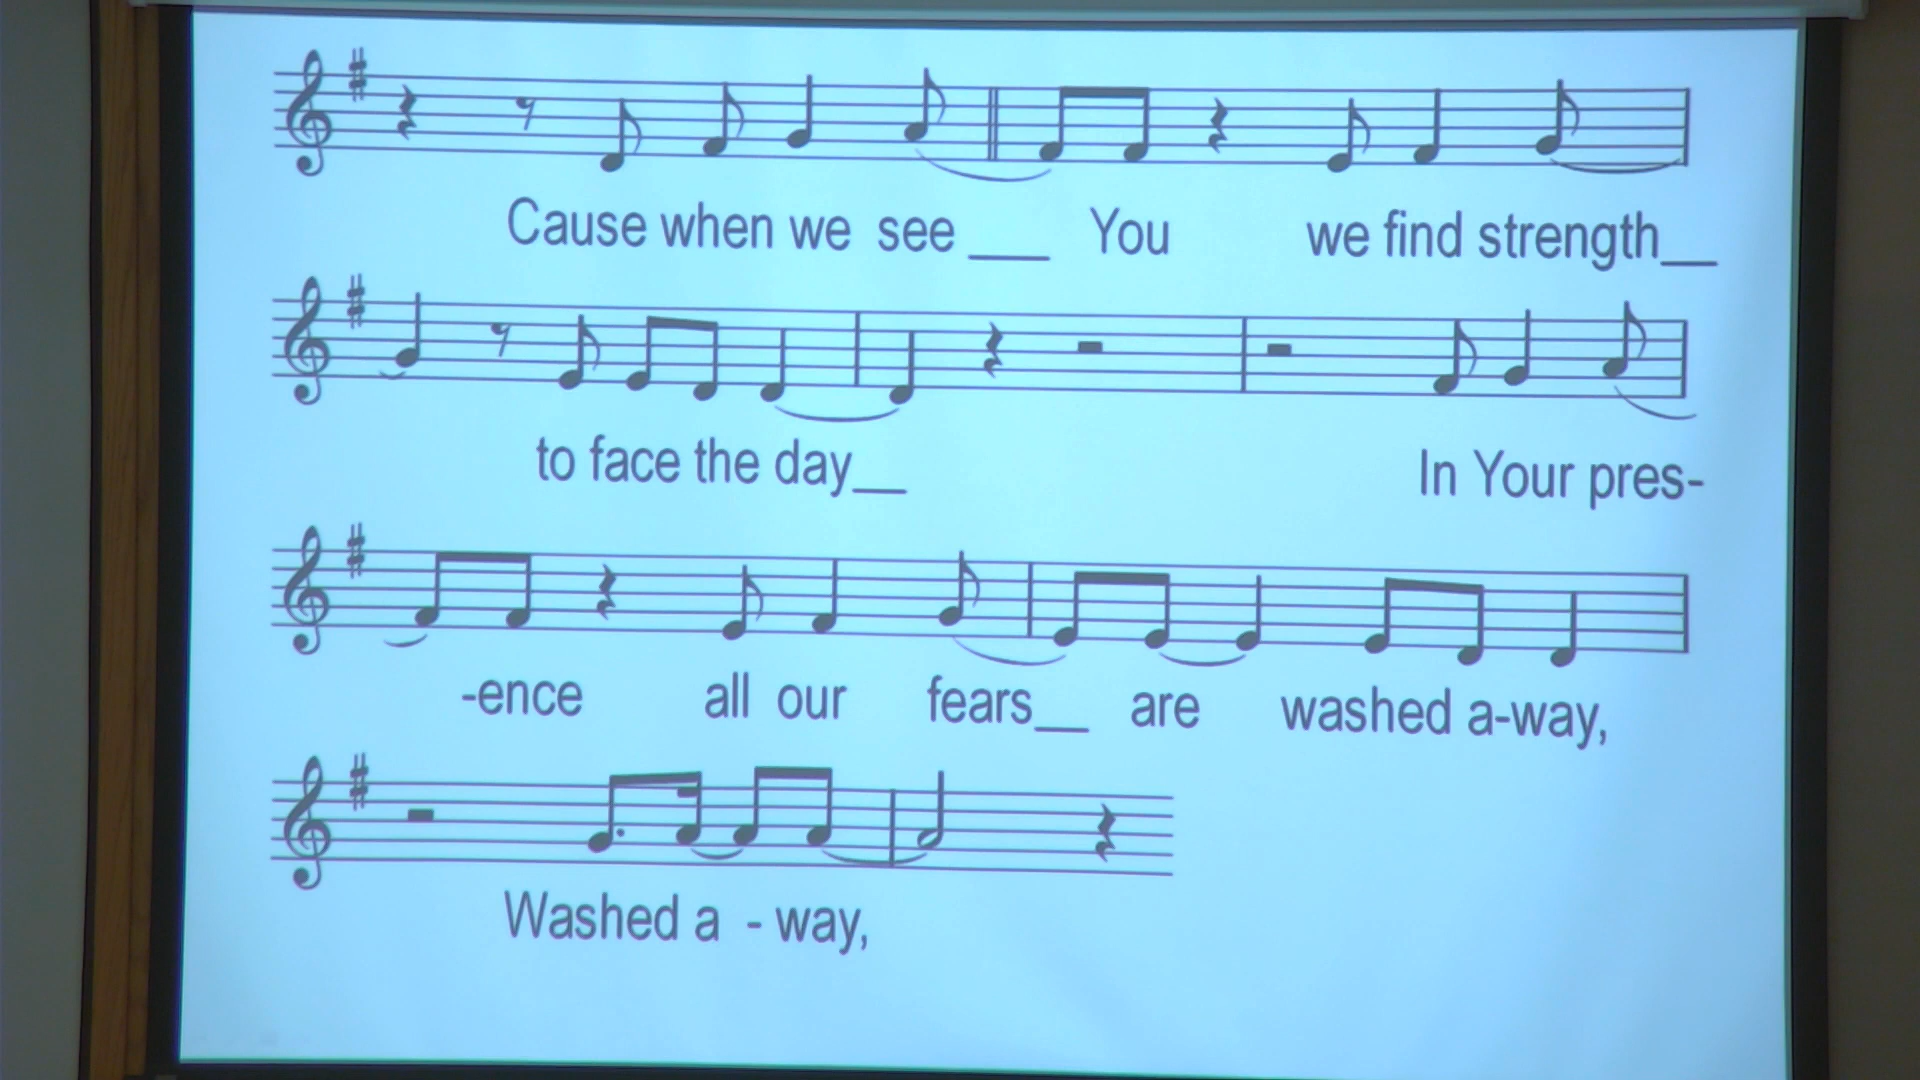 Cause when we see ___ You we find strength__
to face the day__ In Your pres-
-ence all our fears__ are washed a-way,
Washed a - way,